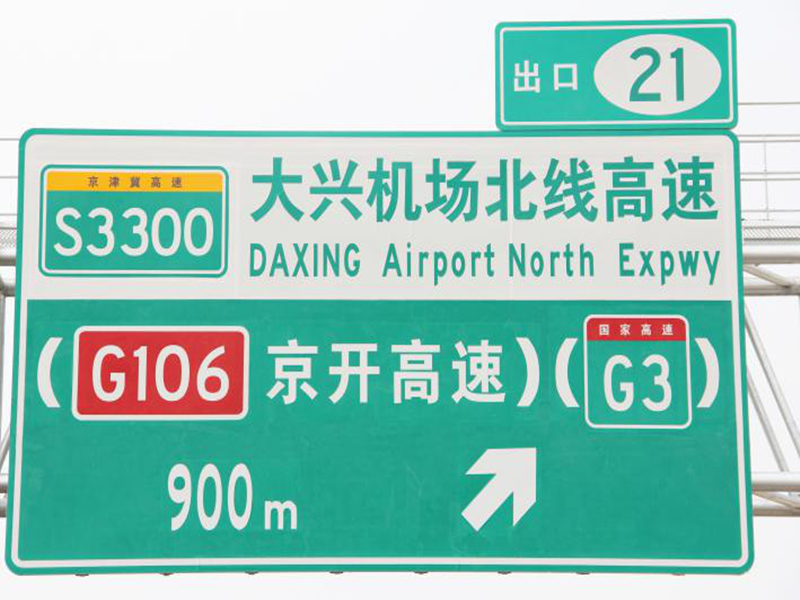 出口 21
京津冀高速
S3300
大兴机场北线高速
DAXING Airport North Expwy
(G106 京开高速) (国家高速 G3)
900m